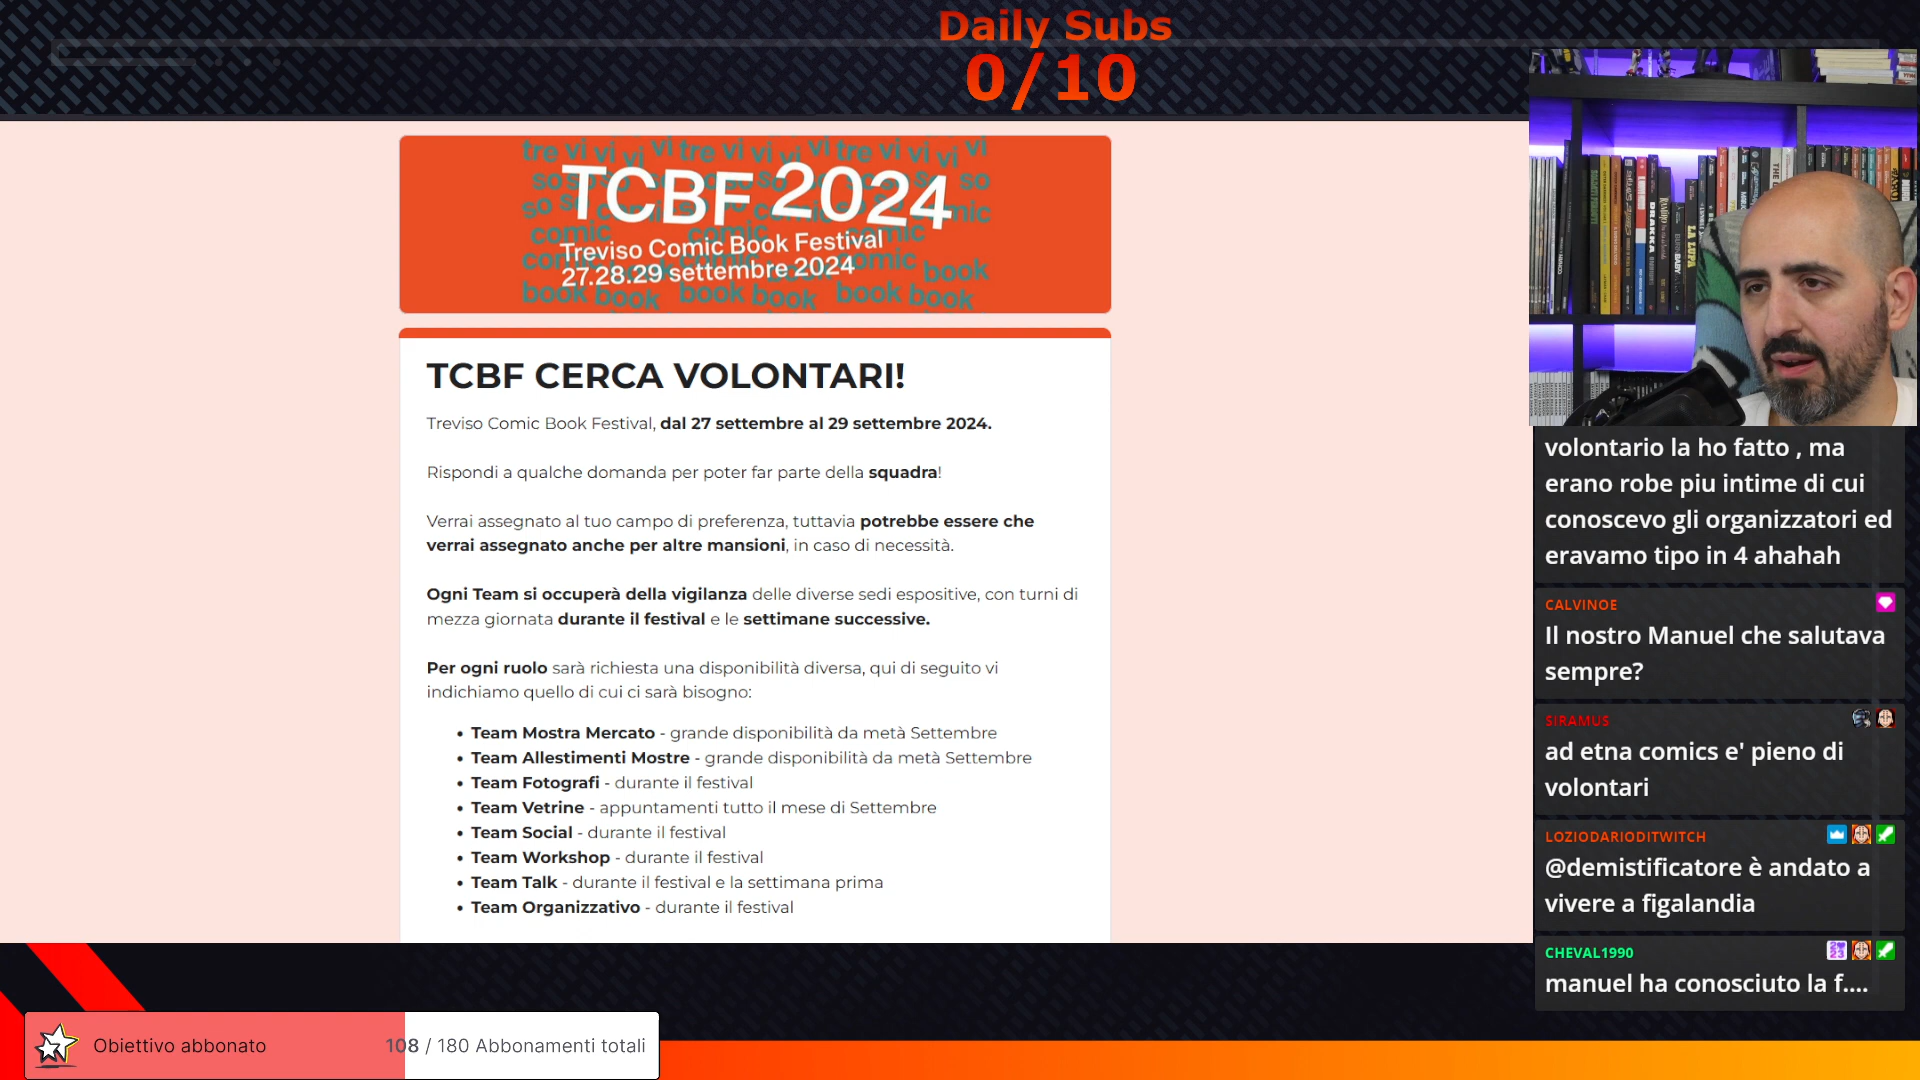 Daily Subs
0/10
TCBF 2024
Treviso Comic Book Festival
27.28.29 settembre 2024
TCBF CERCA VOLONTARI!
Treviso Comic Book Festival, dal 27 settembre al 29 settembre 2024.
Rispondi a qualche domanda per poter far parte della squadra!
Verrai assegnato al tuo campo di preferenza, tuttavia potrebbe essere che
verrai assegnato anche per altre mansioni, in caso di necessità.
Ogni Team si occuperà della vigilanza delle diverse sedi espositive, con turni di
mezza giornata durante il festival e le settimane successive.
Per ogni ruolo sarà richiesta una disponibilità diversa, qui di seguito vi
indichiamo quello di cui ci sarà bisogno:
• Team Mostra Mercato - grande disponibilità da metà Settembre
• Team Allestimenti Mostre - grande disponibilità da metà Settembre
• Team Fotografi - durante il festival
• Team Vetrine - appuntamenti tutto il mese di Settembre
• Team Social - durante il festival
• Team Workshop - durante il festival
• Team Talk - durante il festival e la settimana prima
• Team Organizzativo - durante il festival
LA LUPA
volontario la ho fatto , ma
erano robe piu intime di cui
conoscevo gli organizzatori ed
eravamo tipo in 4 ahahah
CALVINOE
Il nostro Manuel che salutava
sempre?
SIRAMUS
ad etna comics e' pieno di
volontari
LOZIODARIODITWITCH
@demistificatore è andato a
vivere a figalandia
CHEVAL1990
manuel ha conosciuto la f....
Obiettivo abbonato
108 / 180 Abbonamenti totali